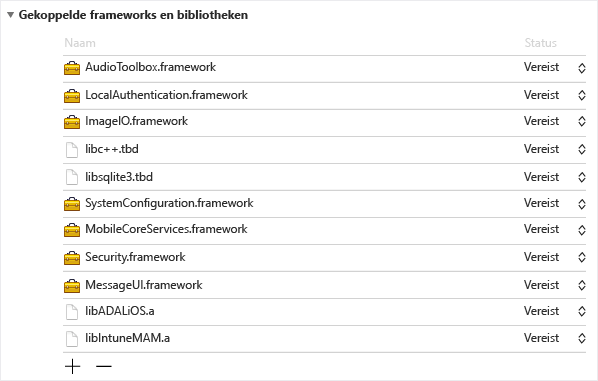 Gekoppelde frameworks en bibliotheken
Naam Status
AudioToolbox.framework Vereist
LocalAuthentication.framework Vereist
ImageIO.framework Vereist
libc++.tbd Vereist
libsqlite3.tbd Vereist
SystemConfiguration.framework Vereist
MobileCoreServices.framework Vereist
Security.framework Vereist
MessageUI.framework Vereist
libADALiOS.a Vereist
libIntuneMAM.a Vereist